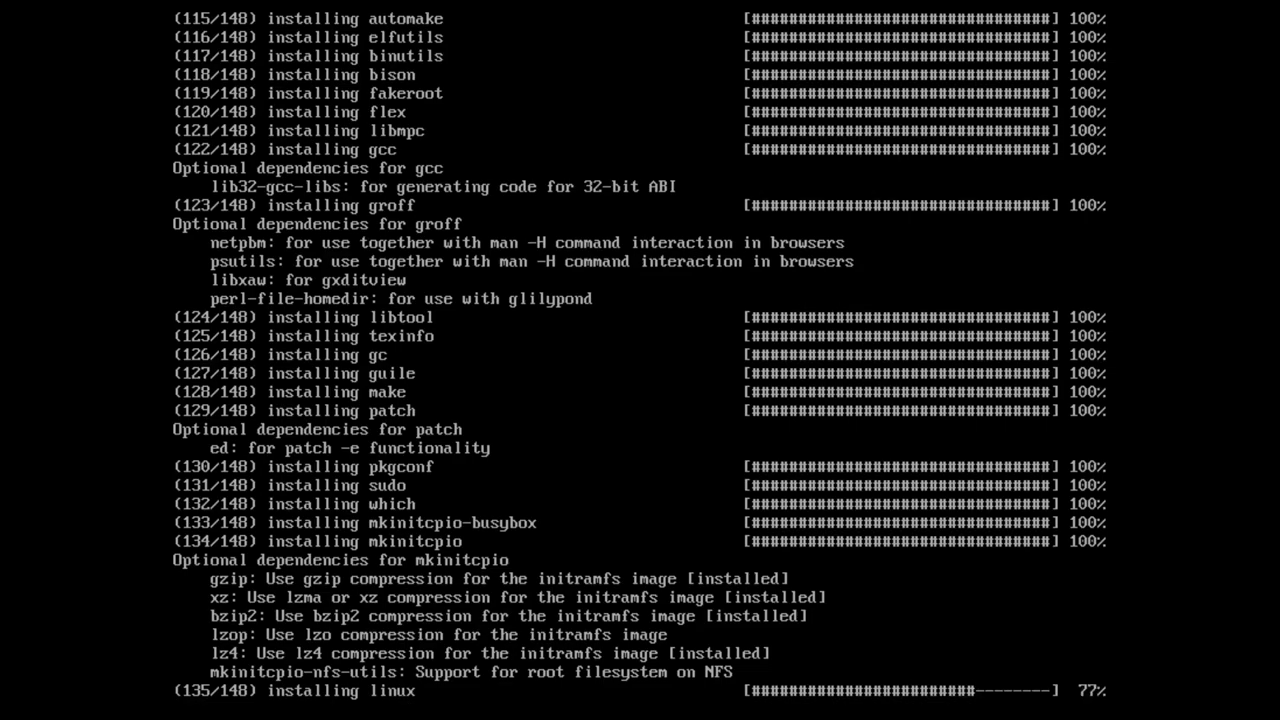 (115/148) installing automake [################################] 100%
(116/148) installing elfutils [################################] 100%
(117/148) installing binutils [################################] 100%
(118/148) installing bison [################################] 100%
(119/148) installing fakeroot [################################] 100%
(120/148) installing flex [################################] 100%
(121/148) installing libmpc [################################] 100%
(122/148) installing gcc [################################] 100%
Optional dependencies for gcc
lib32-gcc-libs: for generating code for 32-bit ABI
(123/148) installing groff [################################] 100%
Optional dependencies for groff
netpbm: for use together with man -H command interaction in browsers
psutils: for use together with man -H command interaction in browsers
libxaw: for gxditview
perl-file-homedir: for use with glilypond
(124/148) installing libtool [################################] 100%
(125/148) installing texinfo [################################] 100%
(126/148) installing gc [################################] 100%
(127/148) installing guile [################################] 100%
(128/148) installing make [################################] 100%
(129/148) installing patch [################################] 100%
Optional dependencies for patch
ed: for patch -e functionality
(130/148) installing pkgconf [################################] 100%
(131/148) installing sudo [################################] 100%
(132/148) installing which [################################] 100%
(133/148) installing mkinitcpio-busybox [################################] 100%
(134/148) installing mkinitcpio [################################] 100%
Optional dependencies for mkinitcpio
gzip: Use gzip compression for the initramfs image [installed]
xz: Use lzma or xz compression for the initramfs image [installed]
bzip2: Use bzip2 compression for the initramfs image [installed]
lzop: Use lzo compression for the initramfs image
lz4: Use lz4 compression for the initramfs image [installed]
mkinitcpio-nfs-utils: Support for root filesystem on NFS
(135/148) installing linux [########################--------] 77%